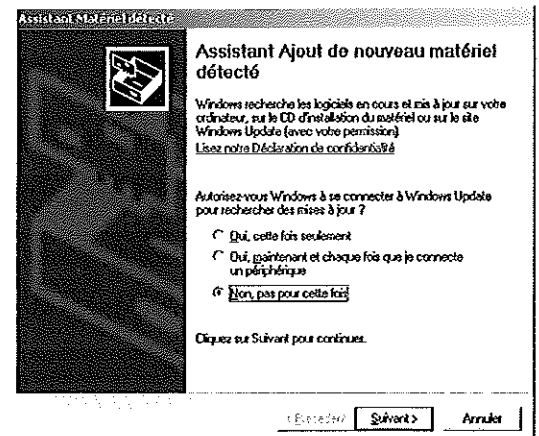 Assistant Matériel détecté
Assistant Ajout de nouveau matériel
détecté
Windows recherche les logiciels en cours et mis à jour sur votre
ordinateur, sur le CD d'installation du matériel ou sur le site
Windows Update (avec votre permission)
Lisez notre Déclaration de confidentialité
Autorisez-vous Windows à se connecter à Windows Update
pour rechercher des mises à jour ?
Oui, cette fois seulement
Oui, maintenant et chaque fois que je connecte
un périphérique
Non, pas pour cette fois
Cliquez sur Suivant pour continuer.
< Précédent Suivant > Annuler